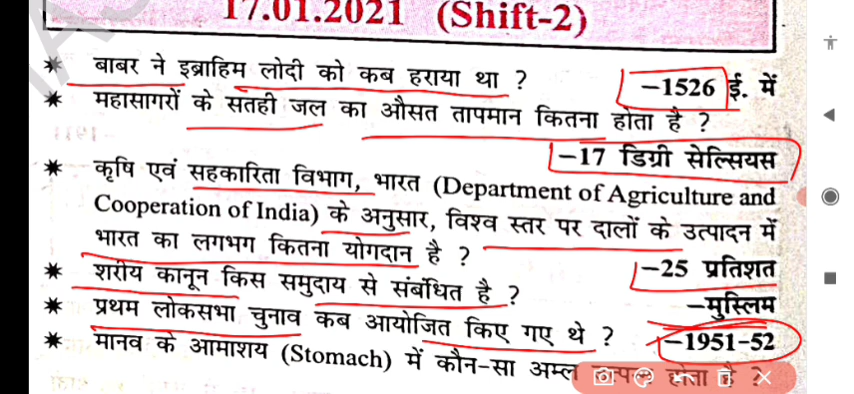 17.01.2021 (Shift-2)
* बाबर ने इब्राहिम लोदी को कब हराया था ?
–1526 ई. में
* महासागरों के सतही जल का औसत तापमान कितना होता है ?
–17 डिग्री सेल्सियस
* कृषि एवं सहकारिता विभाग, भारत (Department of Agriculture and
Cooperation of India) के अनुसार, विश्व स्तर पर दालों के उत्पादन में
भारत का लगभग कितना योगदान है ?
–25 प्रतिशत
* शरीय कानून किस समुदाय से संबंधित है ?
–मुस्लिम
* प्रथम लोकसभा चुनाव कब आयोजित किए गए थे ?
–1951-52
* मानव के आमाशय (Stomach) में कौन-सा अम्ल होता है ?